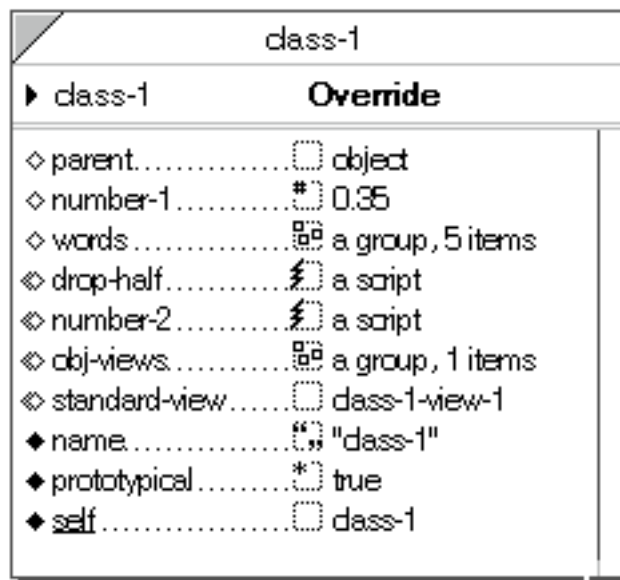 class-1
class-1 Override
parent.............. object
number-1.......... # 0.35
words.............. a group, 5 items
drop-half.......... a script
number-2.......... a script
obj-views.......... a group, 1 items
standard-view...... class-1-view-1
name.............. “„ "class-1"
prototypical........ * true
self.............. class-1